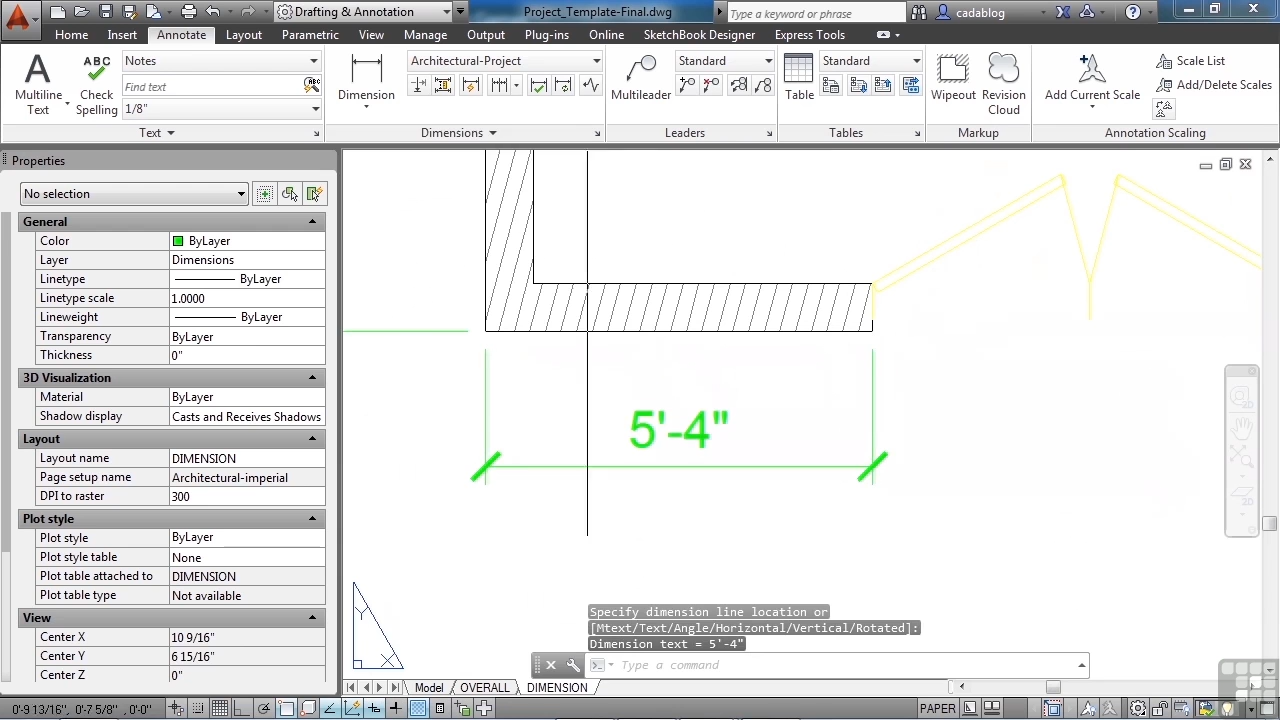 Drafting & Annotation
Project_Template-Final.dwg
Type a keyword or phrase
cadablog
Home
Insert
Annotate
Layout
Parametric
View
Manage
Output
Plug-ins
Online
SketchBook Designer
Express Tools
A
ABC
Notes
Architectural-Project
Standard
Standard
Scale List
Find text
Multiline
Text
Check
Spelling
Dimension
Multileader
Table
Wipeout
Revision
Cloud
Add Current Scale
Add/Delete Scales
1/8"
Text
Dimensions
Leaders
Tables
Markup
Annotation Scaling
Properties
No selection
General
Color ByLayer
Layer Dimensions
Linetype ByLayer
Linetype scale 1.0000
Lineweight ByLayer
Transparency ByLayer
Thickness 0"
3D Visualization
Material ByLayer
Shadow display Casts and Receives Shadows
Layout
Layout name DIMENSION
Page setup name Architectural-imperial
DPI to raster 300
Plot style
Plot style ByLayer
Plot style table None
Plot table attached to DIMENSION
Plot table type Not available
View
Center X 10 9/16"
Center Y 6 15/16"
Center Z 0"
5'-4"
Y
X
Specify dimension line location or
[Mtext/Text/Angle/Horizontal/Vertical/Rotated]:
Dimension text = 5'-4"
Type a command
Model
OVERALL
DIMENSION
0'-9 13/16", 0'-7 5/8" , 0'-0"
PAPER